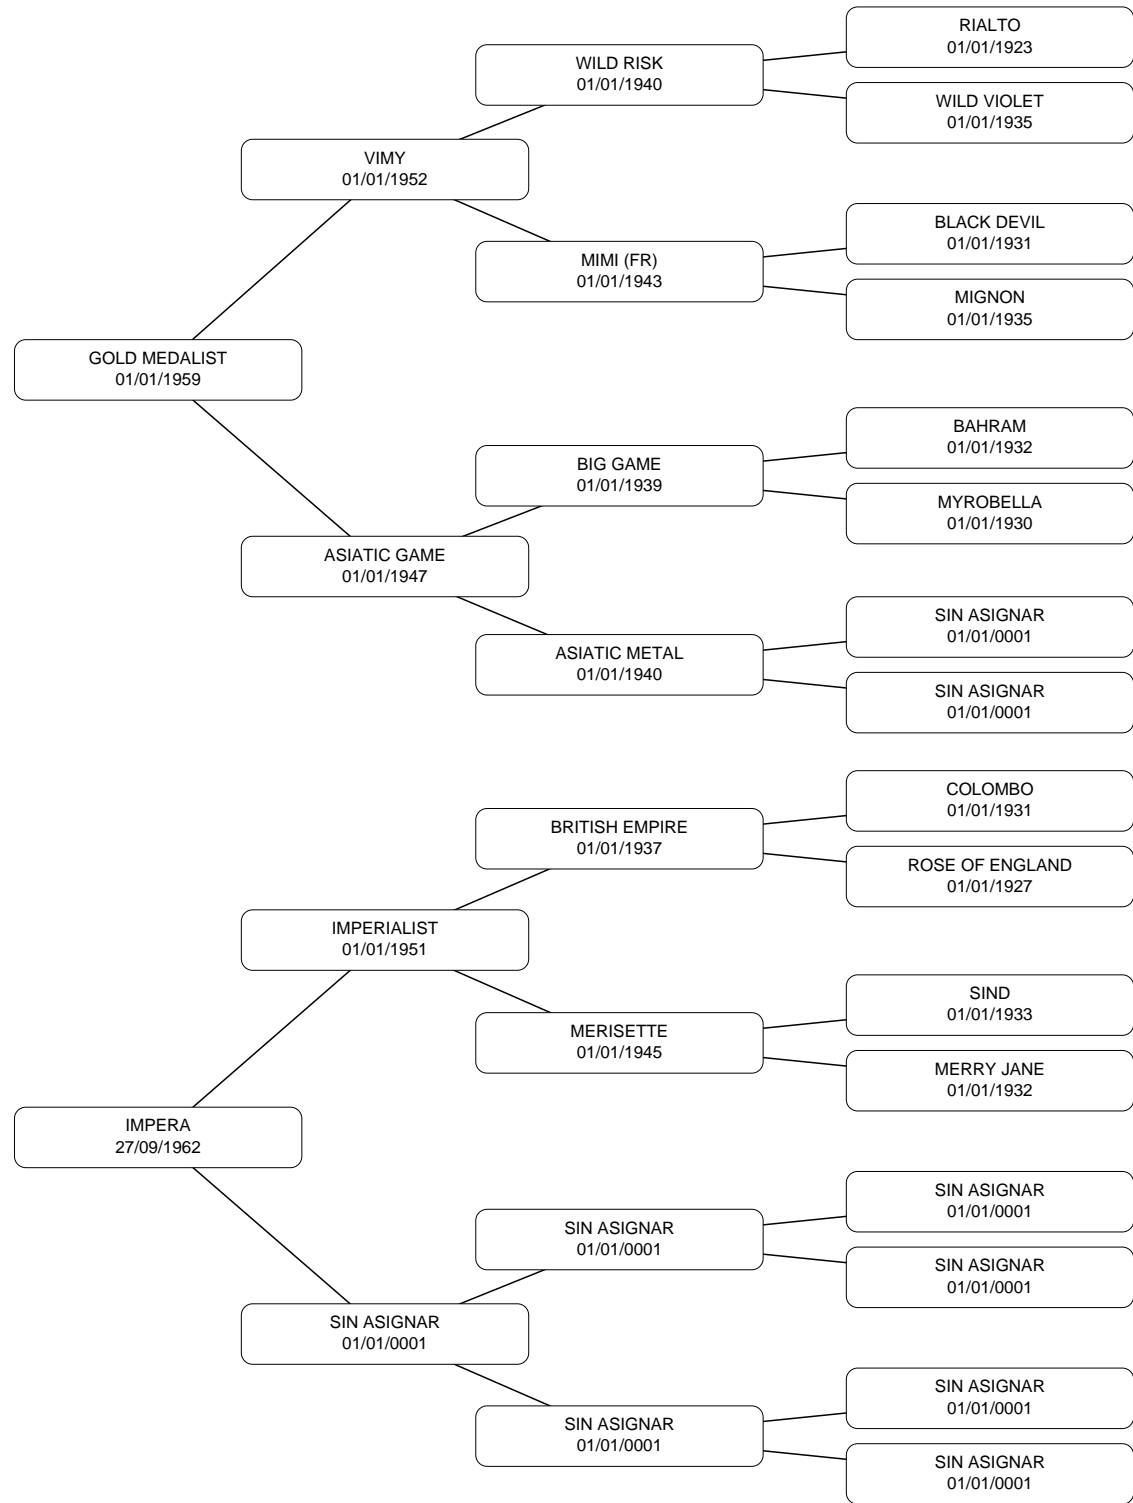 RIALTO
01/01/1923
WILD RISK
01/01/1940
WILD VIOLET
01/01/1935
VIMY
01/01/1952
BLACK DEVIL
01/01/1931
MIMI (FR)
01/01/1943
MIGNON
01/01/1935
GOLD MEDALIST
01/01/1959
BAHRAM
01/01/1932
BIG GAME
01/01/1939
MYROBELLA
01/01/1930
ASIATIC GAME
01/01/1947
SIN ASIGNAR
01/01/0001
ASIATIC METAL
01/01/1940
SIN ASIGNAR
01/01/0001
COLOMBO
01/01/1931
BRITISH EMPIRE
01/01/1937
ROSE OF ENGLAND
01/01/1927
IMPERIALIST
01/01/1951
SIND
01/01/1933
MERISETTE
01/01/1945
MERRY JANE
01/01/1932
IMPERA
27/09/1962
SIN ASIGNAR
01/01/0001
SIN ASIGNAR
01/01/0001
SIN ASIGNAR
01/01/0001
SIN ASIGNAR
01/01/0001
SIN ASIGNAR
01/01/0001
SIN ASIGNAR
01/01/0001
SIN ASIGNAR
01/01/0001